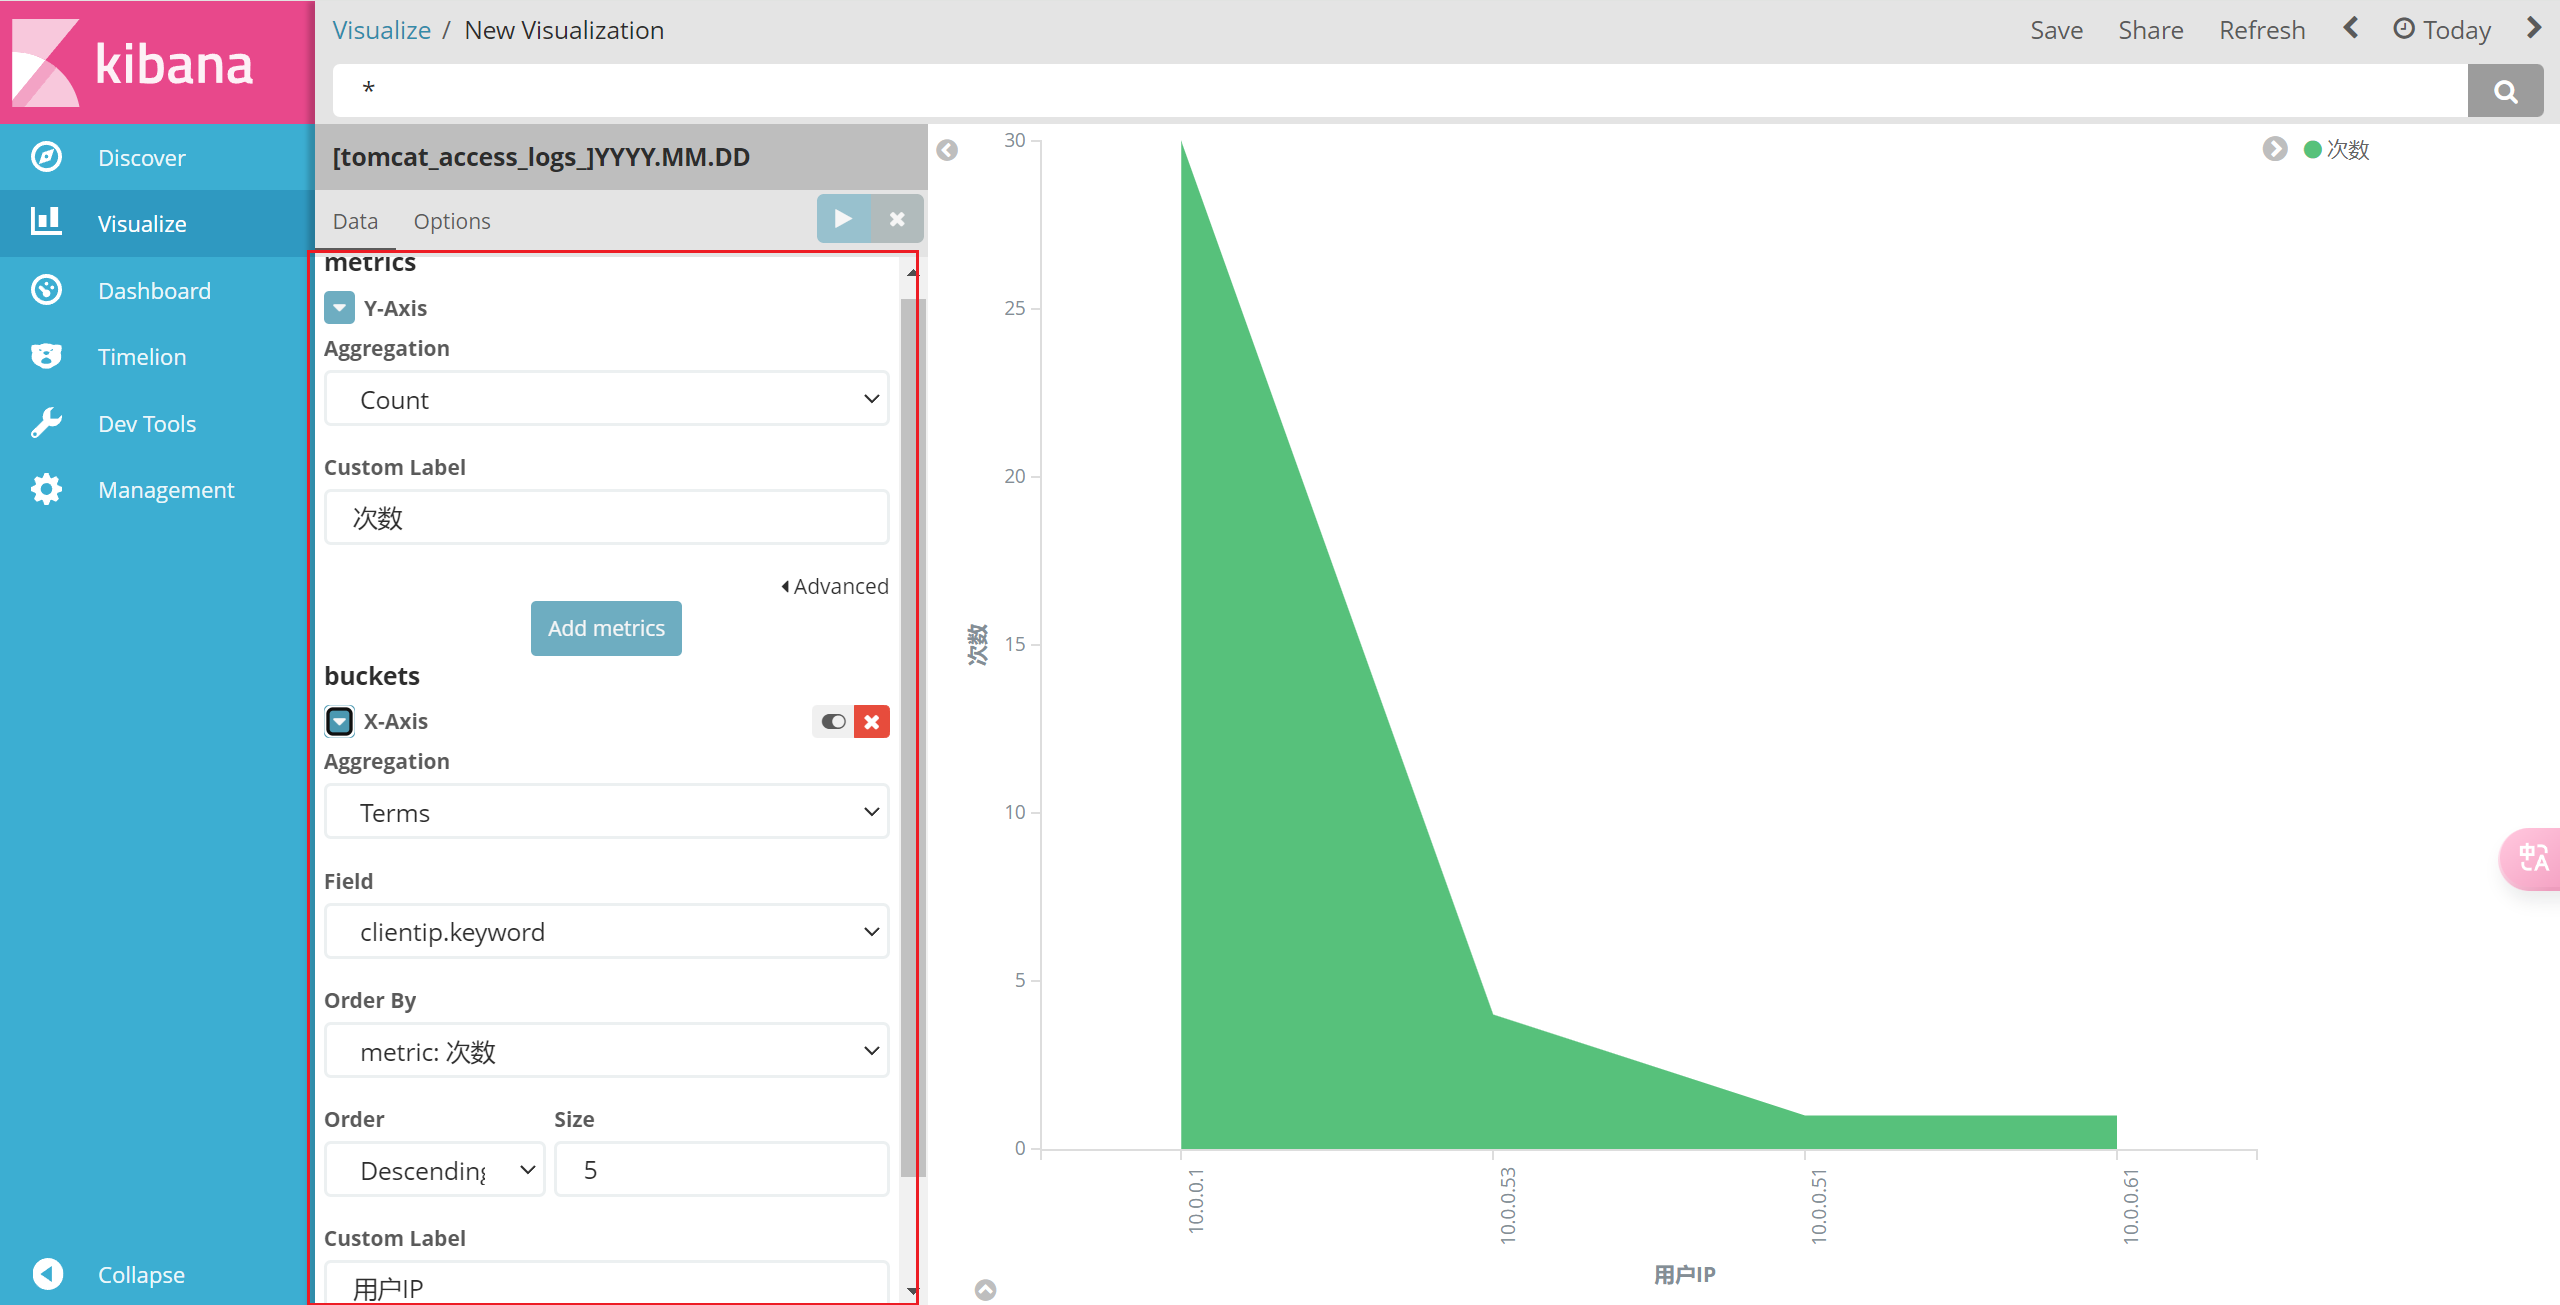 kibana
Discover
Visualize
Dashboard
Timelion
Dev Tools
Management
Collapse
Visualize / New Visualization
Save Share Refresh Today
*
[tomcat_access_logs_]YYYY.MM.DD
Data Options
metrics
Y-Axis
Aggregation
Count
Custom Label
次数
Advanced
Add metrics
buckets
X-Axis
Aggregation
Terms
Field
clientip.keyword
Order By
metric: 次数
Order Size
Descending 5
Custom Label
用户IP
次数
30
25
20
15
10
5
0
次数
10.0.0.1
10.0.0.53
10.0.0.51
10.0.0.61
用户IP
中A